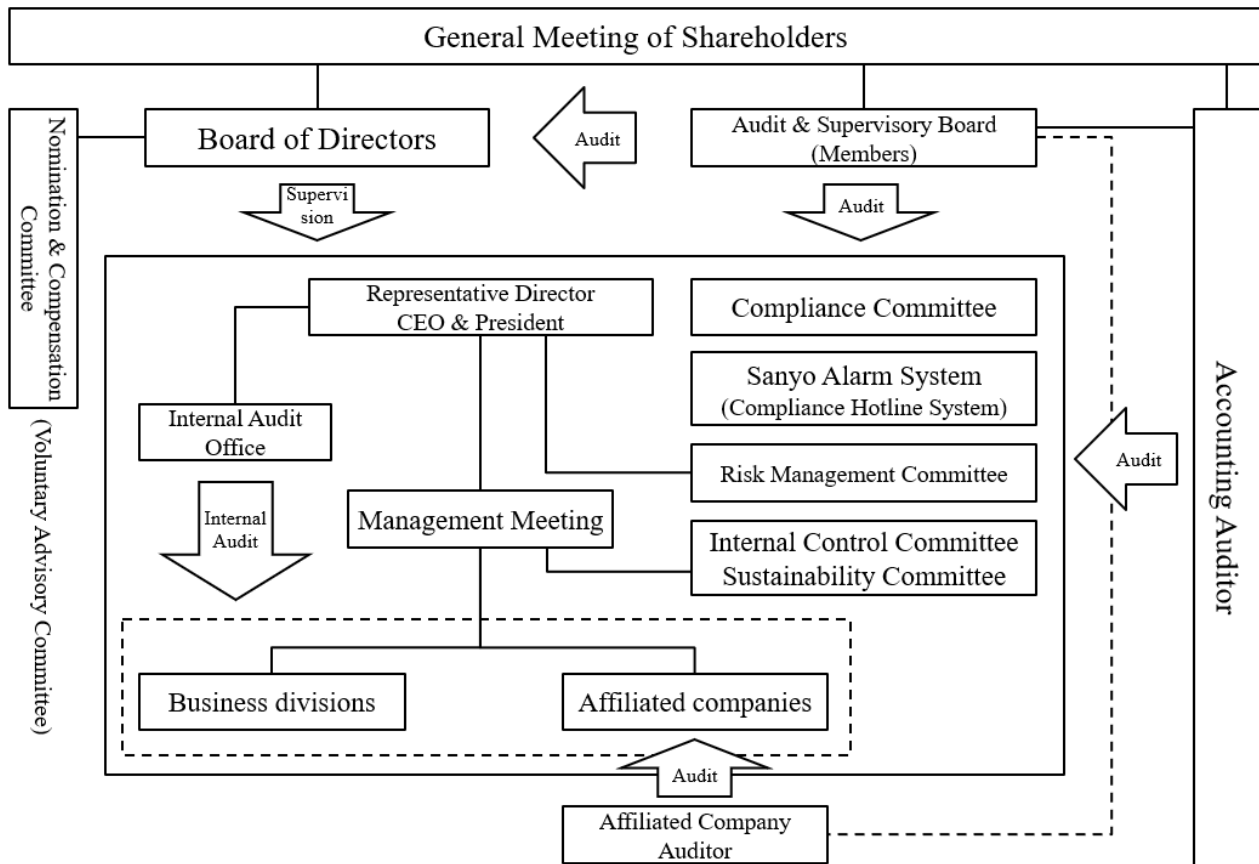 General Meeting of Shareholders
Nomination & Compensation
Committee
(Voluntary Advisory Committee)
Board of Directors
Audit
Audit & Supervisory Board
(Members)
Supervi
sion
Audit
Representative Director
CEO & President
Compliance Committee
Sanyo Alarm System
(Compliance Hotline System)
Internal Audit
Office
Risk Management Committee
Audit
Accounting Auditor
Internal
Audit
Management Meeting
Internal Control Committee
Sustainability Committee
Business divisions
Affiliated companies
Audit
Affiliated Company
Auditor